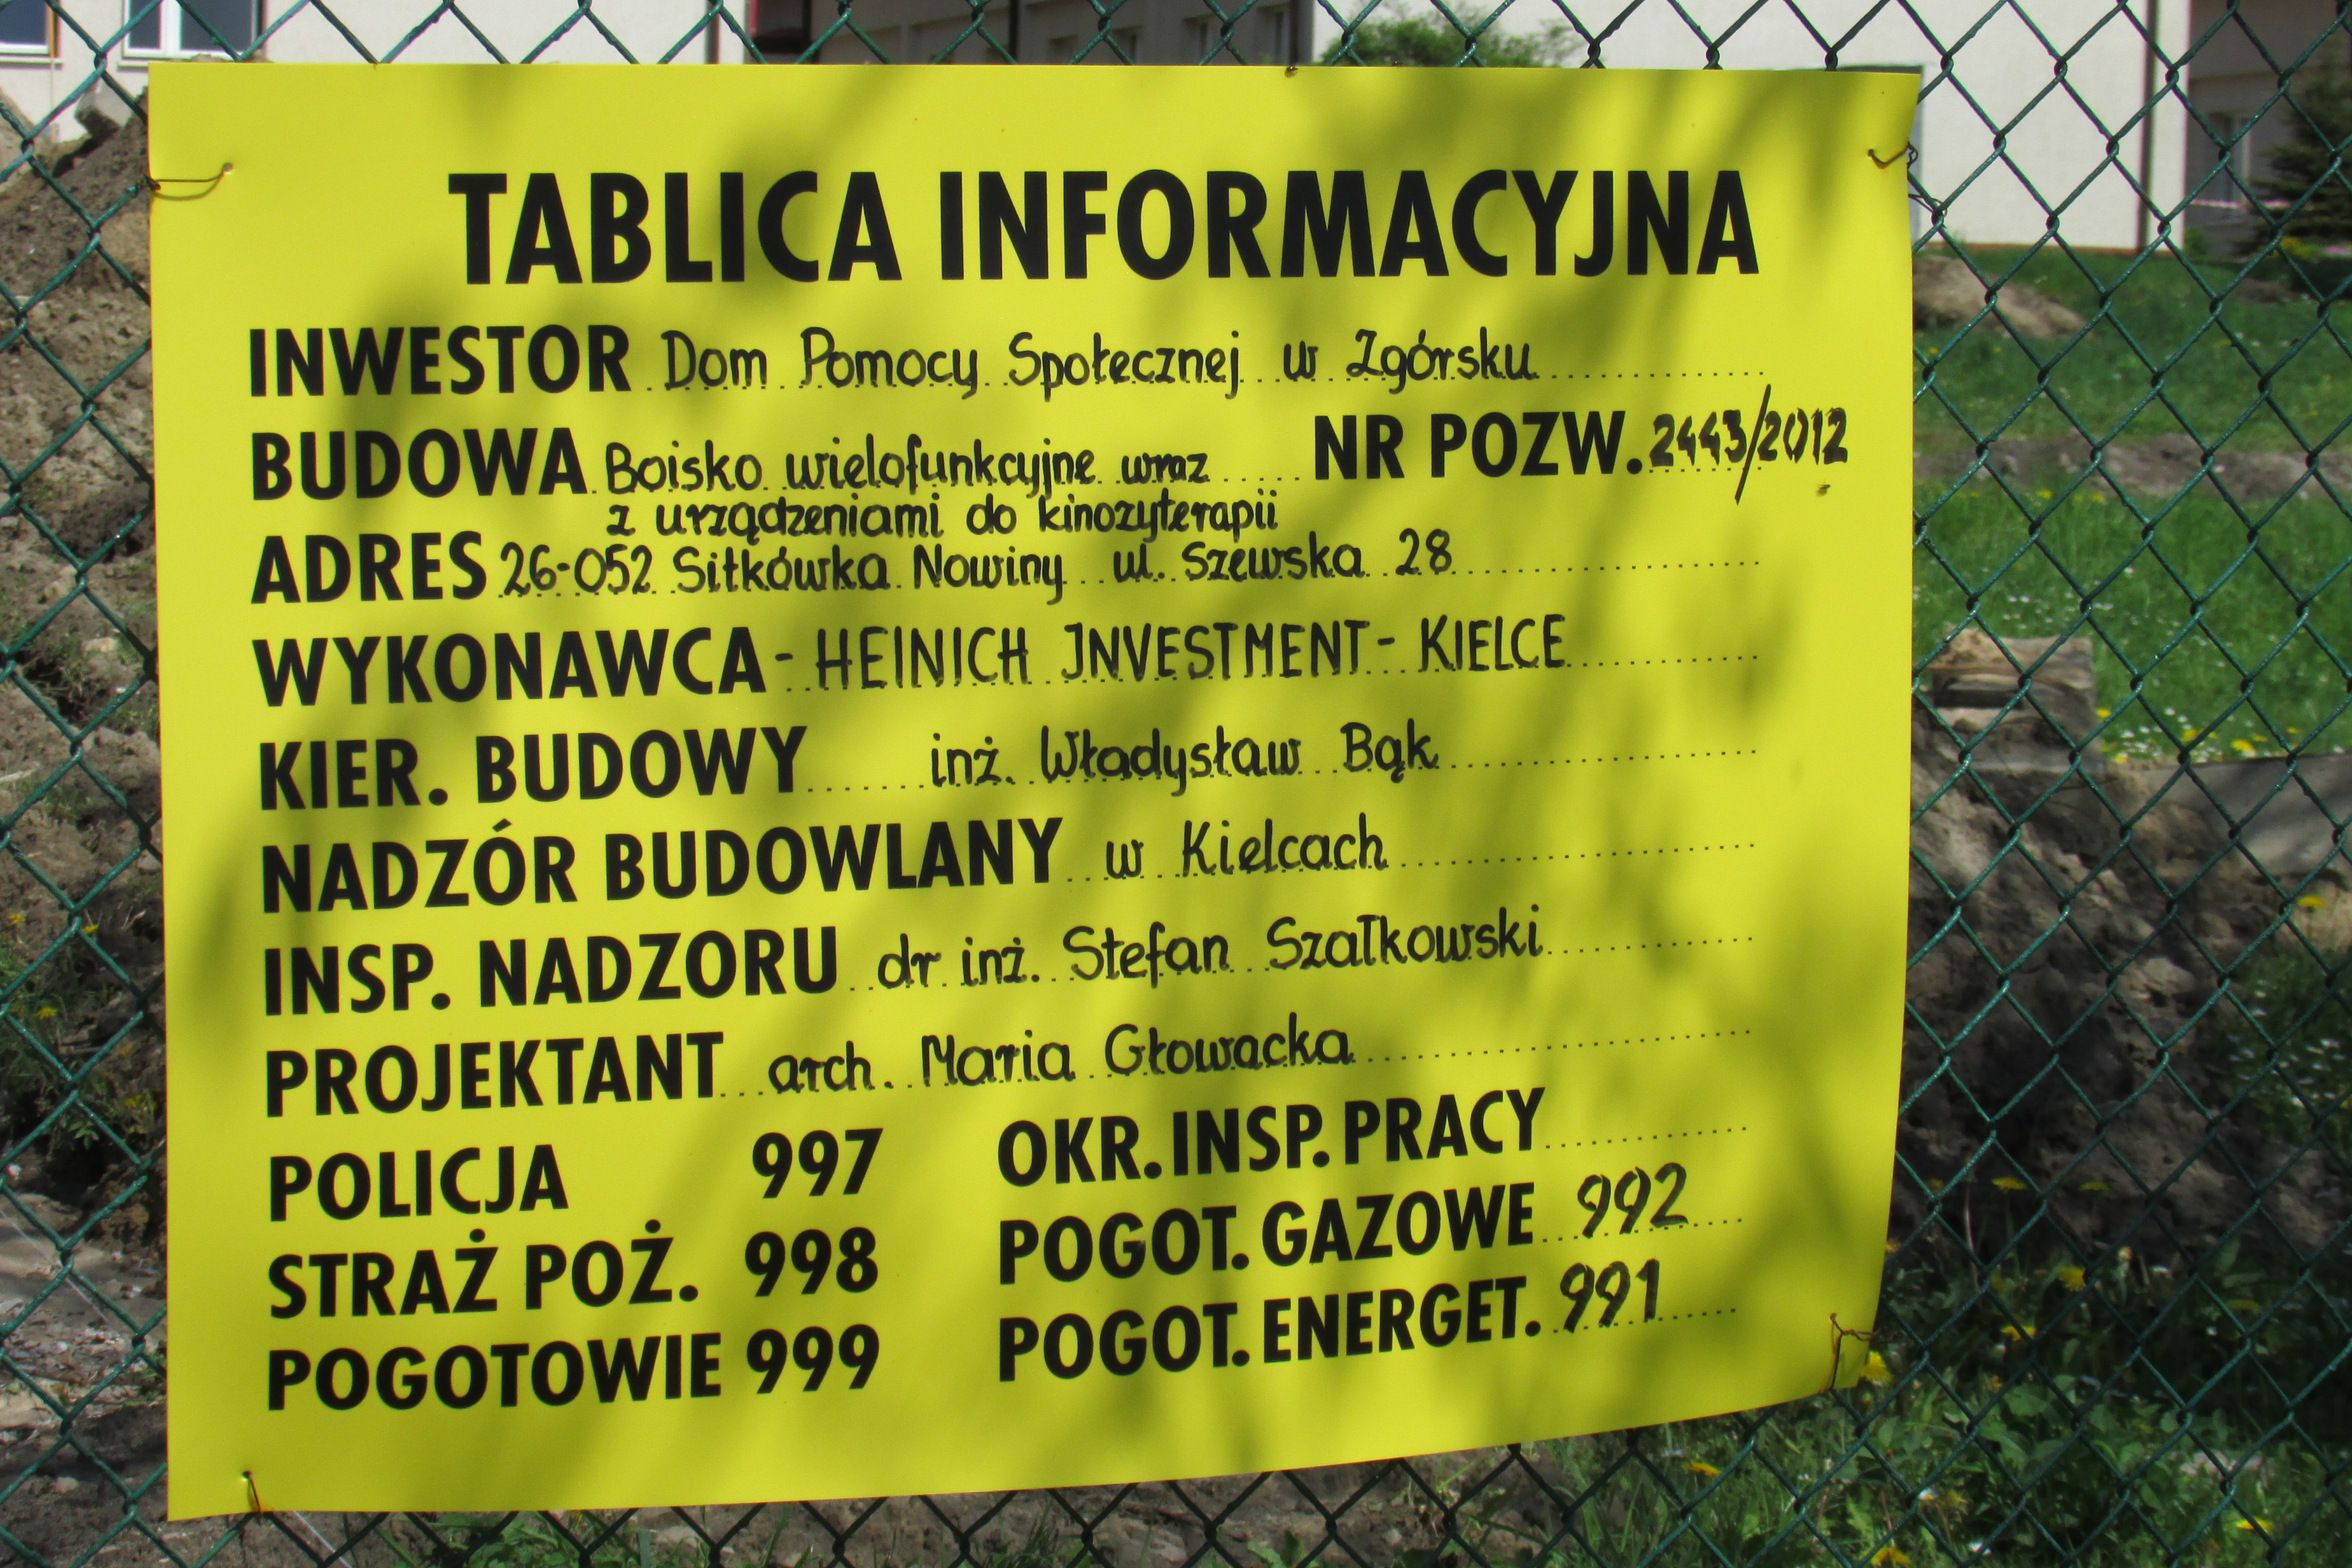 TABLICA INFORMACYJNA
INWESTOR Dom Pomocy Społecznej w Zgórsku
BUDOWA Boisko wielofunkcyjne wraz NR POZW. 2443/2012
z urządzeniami do kinozyterapii
ADRES 26-052 Sitkówka Nowiny ul. Szewska 28
WYKONAWCA - HEINICH INVESTMENT - KIELCE
KIER. BUDOWY inż. Władysław Bąk
NADZÓR BUDOWLANY w Kielcach
INSP. NADZORU dr inż. Stefan Szałkowski
PROJEKTANT arch. Maria Głowacka
POLICJA 997 OKR. INSP. PRACY
STRAŻ POŻ. 998 POGOT. GAZOWE 992
POGOTOWIE 999 POGOT. ENERGET. 991